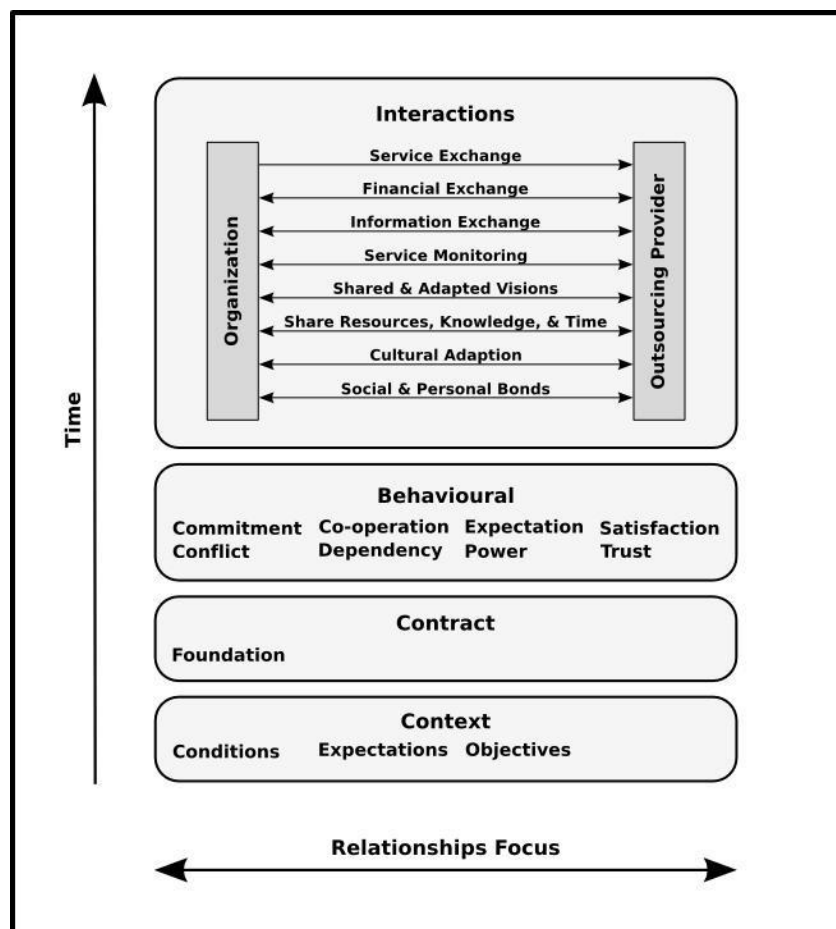 Interactions
Service Exchange
Financial Exchange
Information Exchange
Service Monitoring
Shared & Adapted Visions
Share Resources, Knowledge, & Time
Cultural Adaption
Social & Personal Bonds
Organization
Outsourcing Provider
Time
Behavioural
Commitment Co-operation Expectation Satisfaction
Conflict Dependency Power Trust
Contract
Foundation
Context
Conditions Expectations Objectives
Relationships Focus